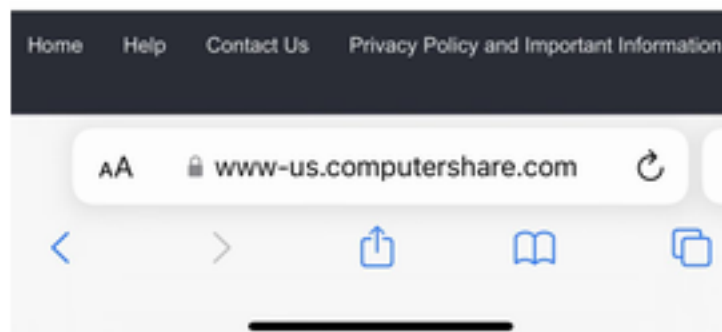 Home Help Contact Us Privacy Policy and Important Information
AA www-us.computershare.com